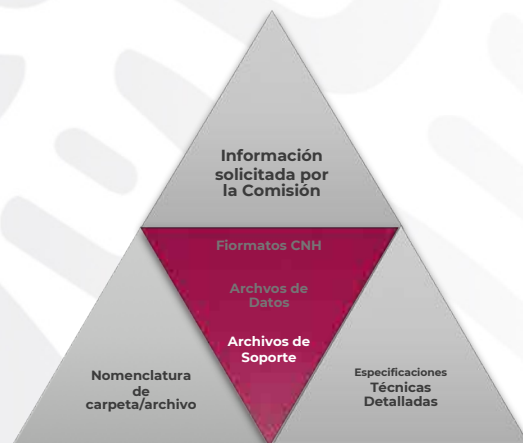 Información
solicitada por
la Comisión
Fiormatos CNH
Archvos de
Datos
Archivos de
Soporte
Nomenclatura
de
carpeta/archivo
Especificaciones
Técnicas
Detalladas